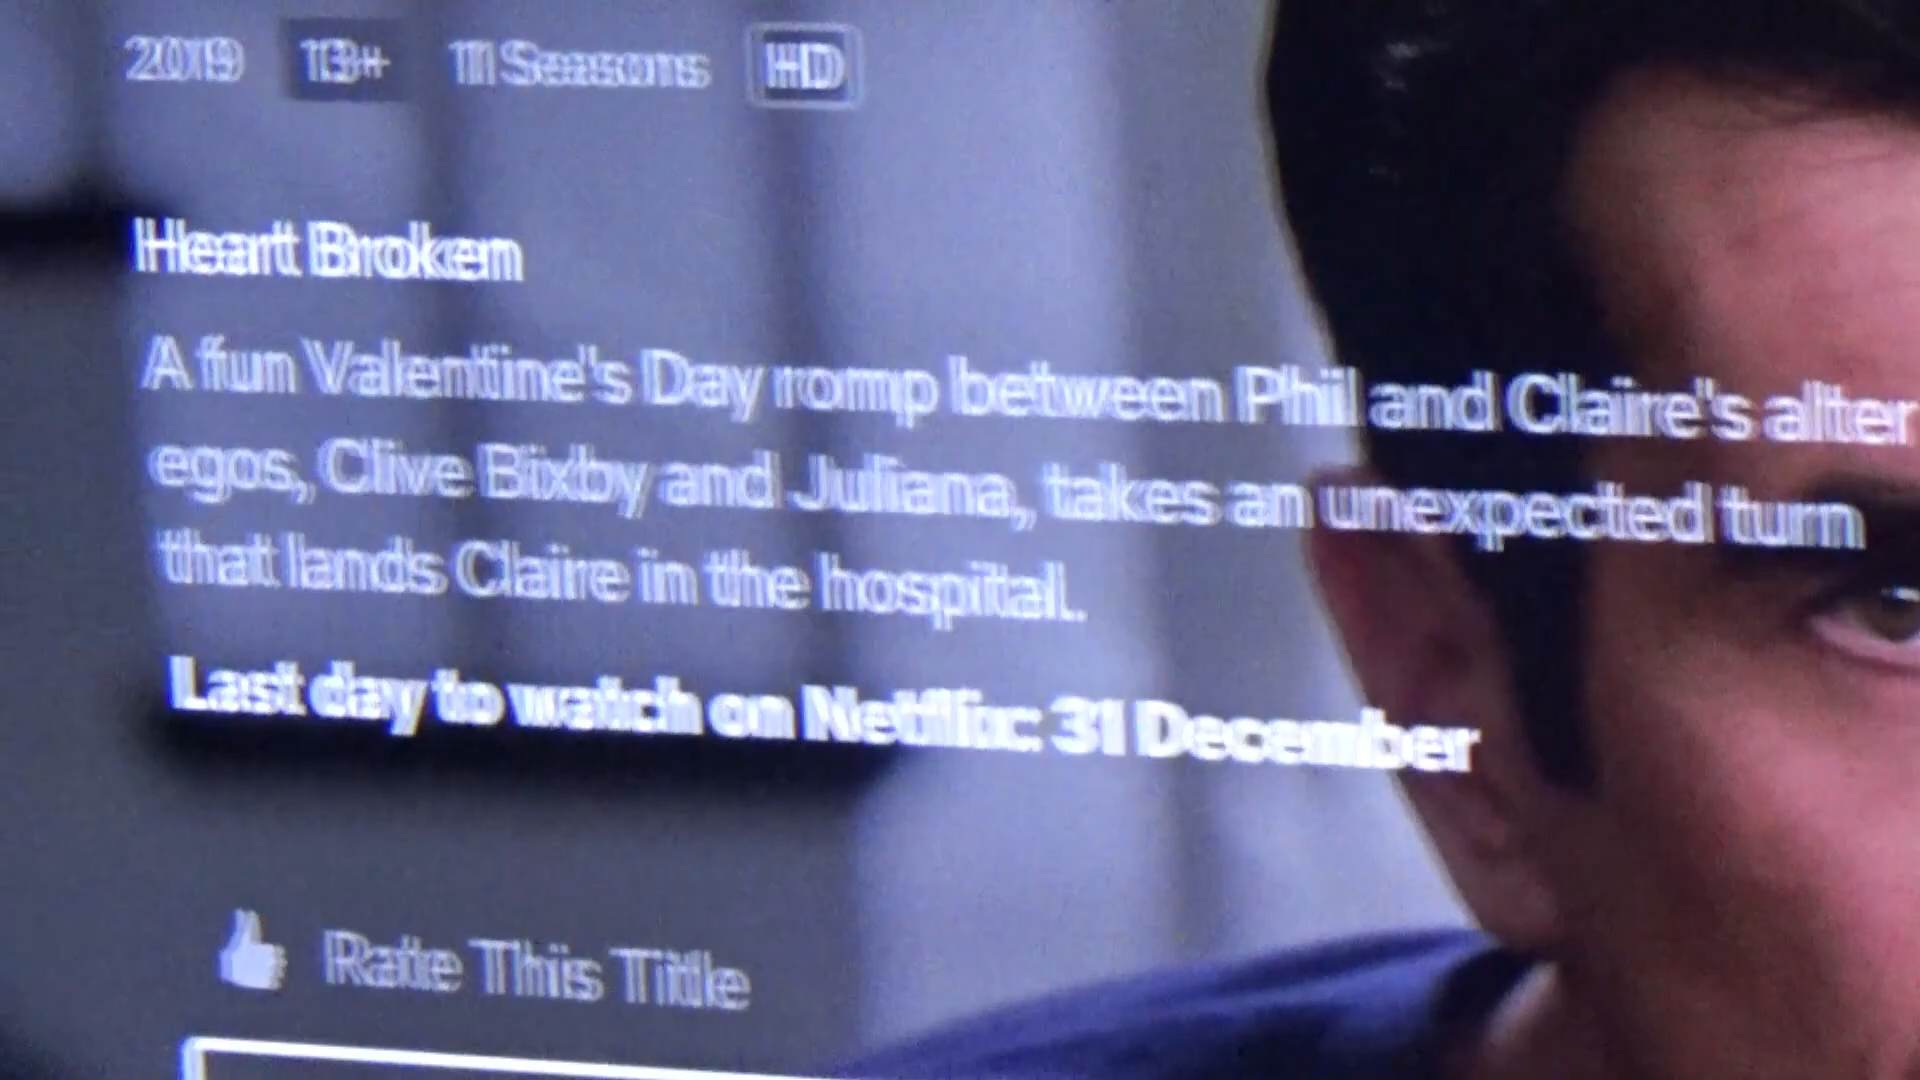 2019 13+ 11 Seasons HD
Heart Broken
A fun Valentine's Day romp between Phil and Claire's alter
egos, Clive Bixby and Juliana, takes an unexpected turn
that lands Claire in the hospital.
Last day to watch on Netflix: 31 December
Rate This Title